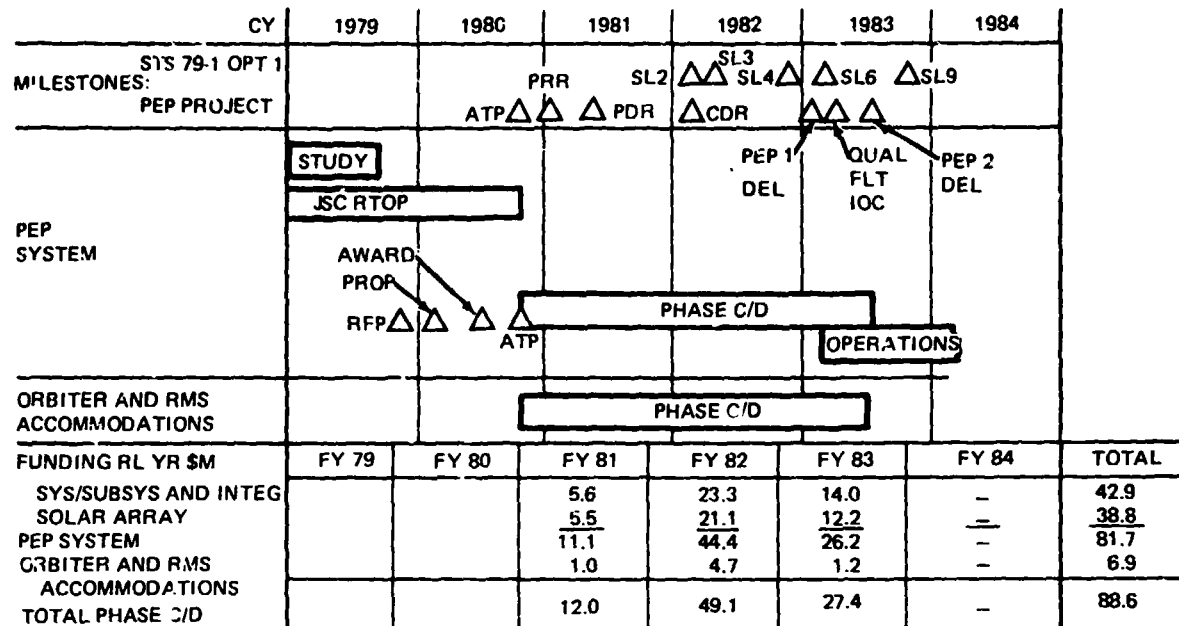 CY 1979 1980 1981 1982 1983 1984
STS 79-1 OPT 1 SL2 SL3 SL4 SL6 SL9
MILESTONES:
PEP PROJECT ATP PRR PDR CDR
PEP 1 DEL
QUAL FLT IOC
PEP 2 DEL
PEP SYSTEM
STUDY
JSC RTOP
AWARD
PROP
RFP
ATP
PHASE C/D
OPERATIONS
ORBITER AND RMS ACCOMMODATIONS
PHASE C/D
FUNDING RL YR $M FY 79 FY 80 FY 81 FY 82 FY 83 FY 84 TOTAL
SYS/SUBSYS AND INTEG 5.6 23.3 14.0 – 42.9
SOLAR ARRAY 5.5 21.1 12.2 – 38.8
PEP SYSTEM 11.1 44.4 26.2 – 81.7
ORBITER AND RMS 1.0 4.7 1.2 – 6.9
ACCOMMODATIONS
TOTAL PHASE C/D 12.0 49.1 27.4 – 88.6